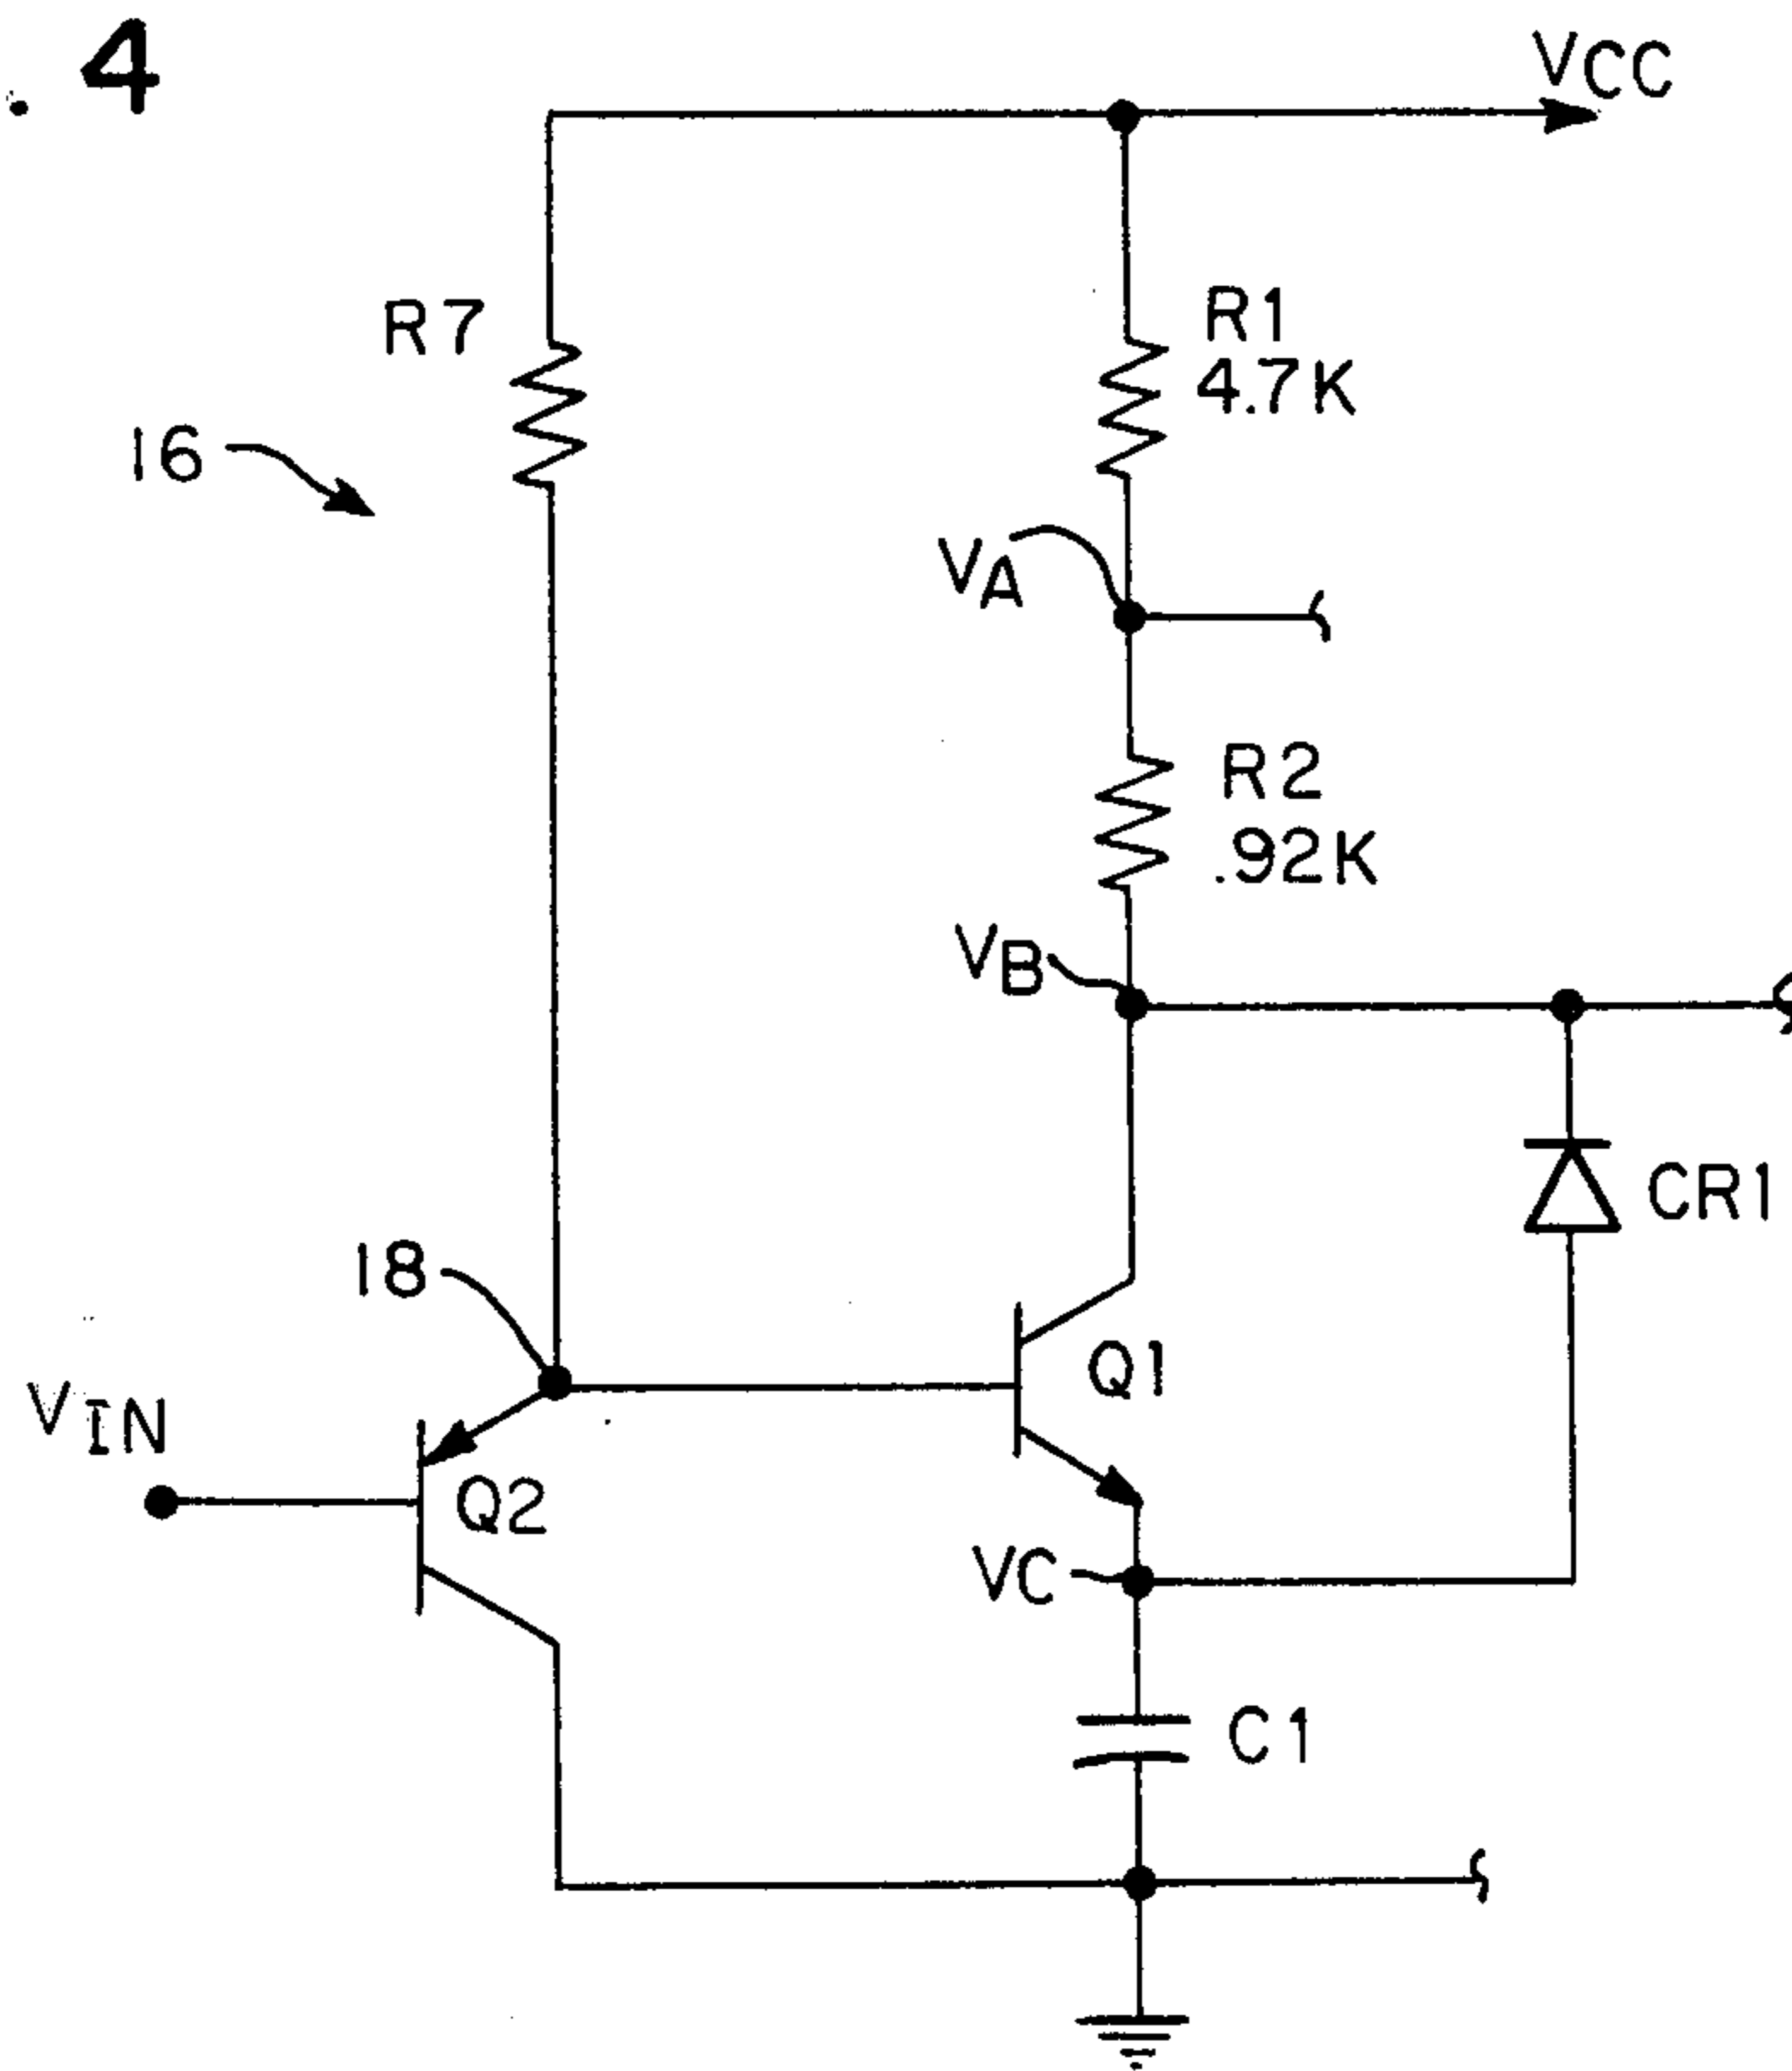 . 4
VCC
R7
R1
4.7K
16
VA
R2
.92K
VB
CR1
18
Q1
VIN
Q2
VC
C1